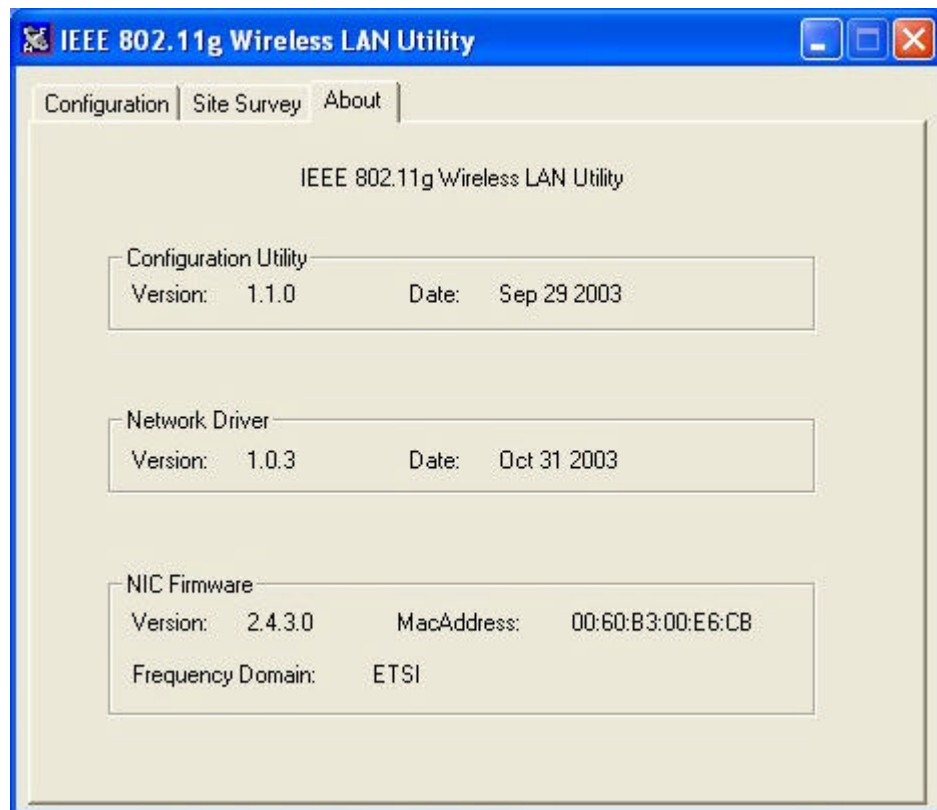 IEEE 802.11g Wireless LAN Utility
Configuration Site Survey About
IEEE 802.11g Wireless LAN Utility
Configuration Utility
Version: 1.1.0 Date: Sep 29 2003
Network Driver
Version: 1.0.3 Date: Oct 31 2003
NIC Firmware
Version: 2.4.3.0 MacAddress: 00:60:B3:00:E6:CB
Frequency Domain: ETSI